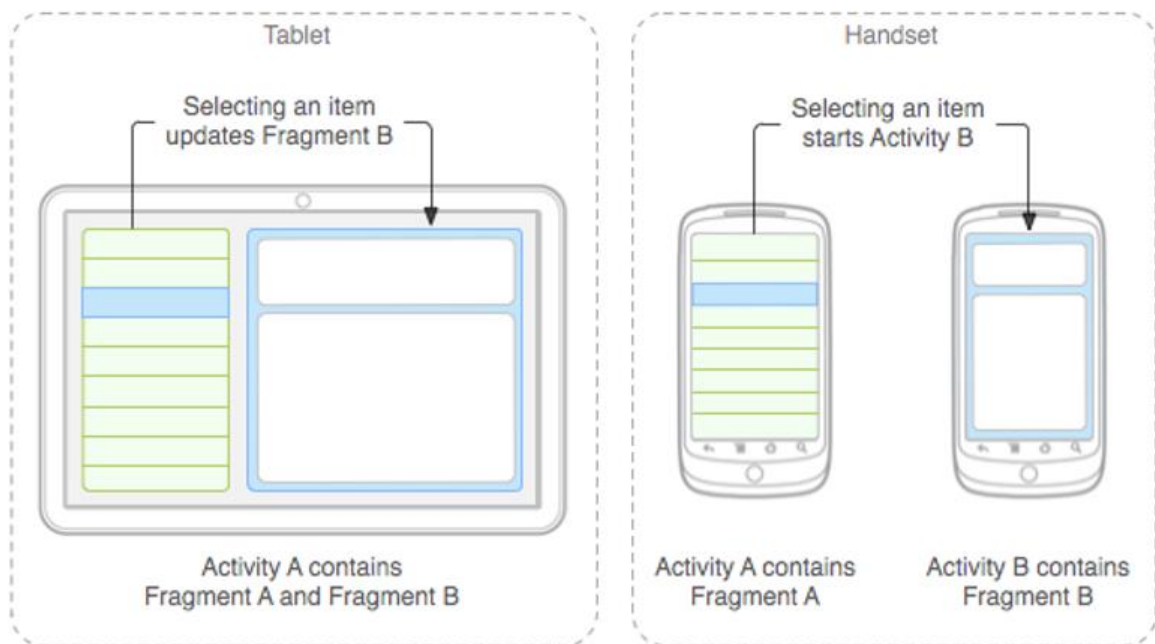 Tablet
Selecting an item
updates Fragment B
Activity A contains
Fragment A and Fragment B
Handset
Selecting an item
starts Activity B
Activity A contains
Fragment A
Activity B contains
Fragment B